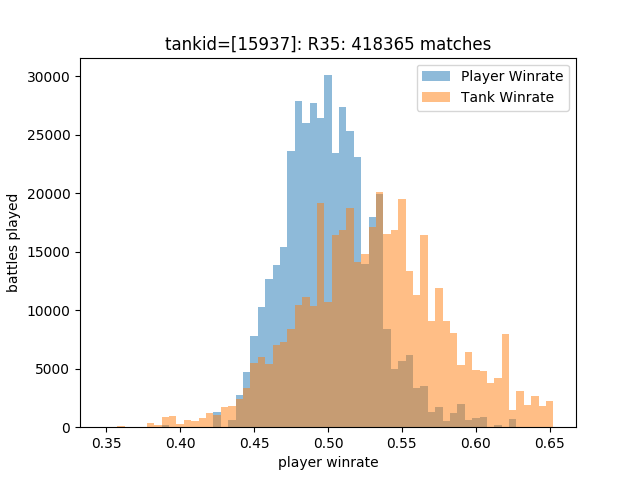 tankid=[15937]: R35: 418365 matches
Player Winrate
Tank Winrate
battles played
30000
25000
20000
15000
10000
5000
0
0.35 0.40 0.45 0.50 0.55 0.60 0.65
player winrate